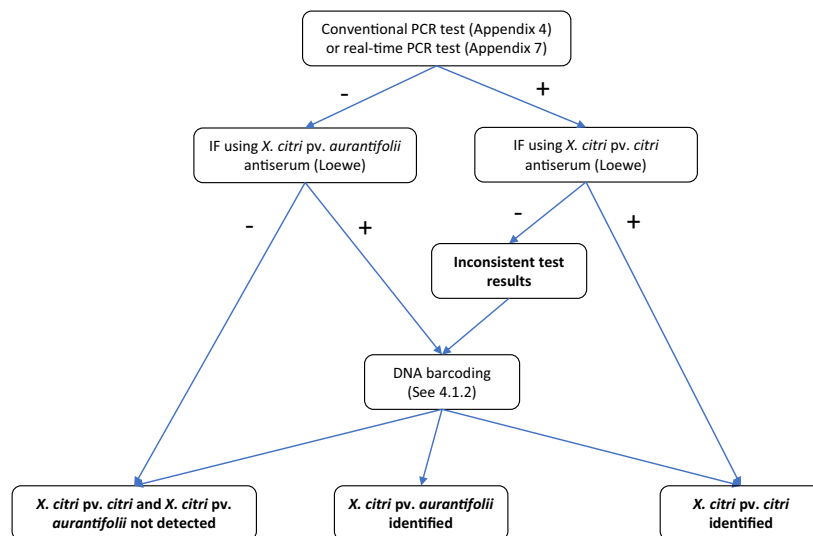 Conventional PCR test (Appendix 4)
or real-time PCR test (Appendix 7)
-
+
IF using X. citri pv. aurantifolii
antiserum (Loewe)
IF using X. citri pv. citri
antiserum (Loewe)
-
+
-
+
Inconsistent test
results
DNA barcoding
(See 4.1.2)
X. citri pv. citri and X. citri pv.
aurantifolii not detected
X. citri pv. aurantifolii
identified
X. citri pv. citri
identified